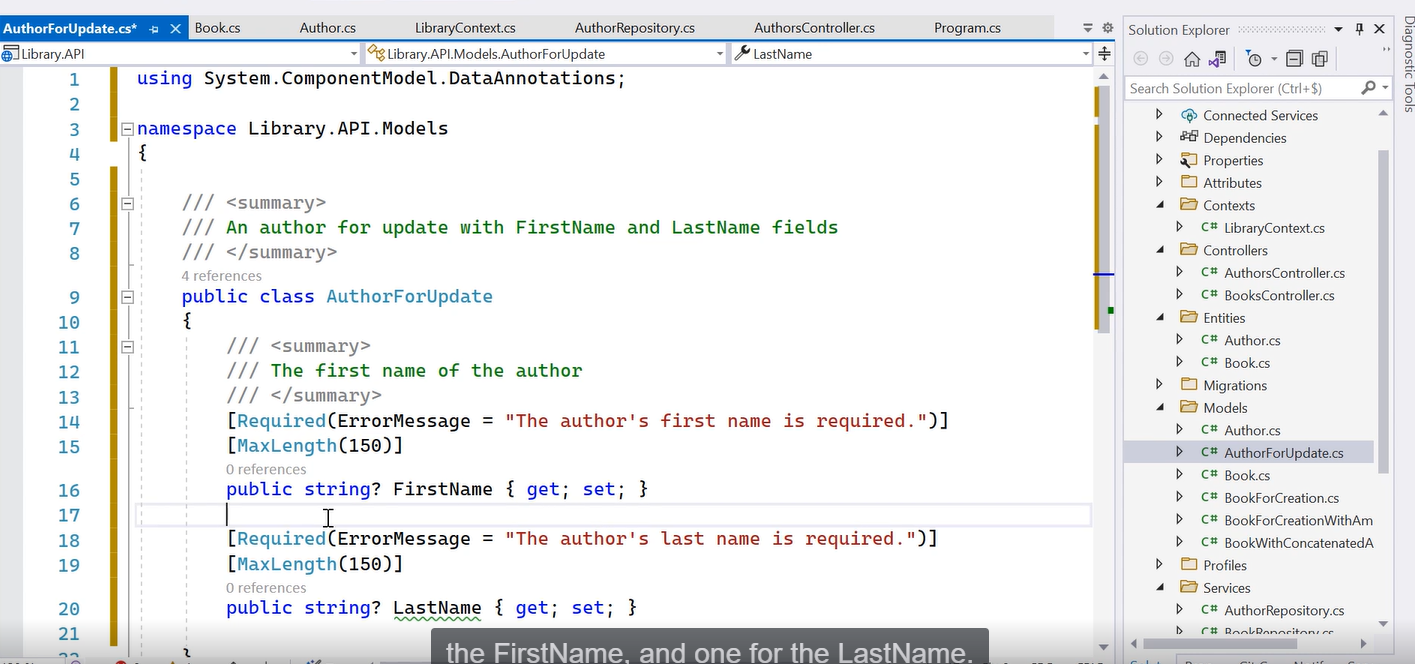 AuthorForUpdate.cs*
Book.cs
Author.cs
LibraryContext.cs
AuthorRepository.cs
AuthorsController.cs
Program.cs
Library.API
Library.API.Models.AuthorForUpdate
LastName
1 using System.ComponentModel.DataAnnotations;
2
3 namespace Library.API.Models
4 {
5
6 /// <summary>
7 /// An author for update with FirstName and LastName fields
8 /// </summary>
4 references
9 public class AuthorForUpdate
10 {
11 /// <summary>
12 /// The first name of the author
13 /// </summary>
14 [Required(ErrorMessage = "The author's first name is required.")]
15 [MaxLength(150)]
0 references
16 public string? FirstName { get; set; }
17
18 [Required(ErrorMessage = "The author's last name is required.")]
19 [MaxLength(150)]
0 references
20 public string? LastName { get; set; }
21
22 }
the FirstName, and one for the LastName.
Solution Explorer
Search Solution Explorer (Ctrl+$)
Connected Services
Dependencies
Properties
Attributes
Contexts
C# LibraryContext.cs
Controllers
C# AuthorsController.cs
C# BooksController.cs
Entities
C# Author.cs
C# Book.cs
Migrations
Models
C# Author.cs
C# AuthorForUpdate.cs
C# Book.cs
C# BookForCreation.cs
C# BookForCreationWithAm
C# BookWithConcatenatedA
Profiles
Services
C# AuthorRepository.cs
C# BookRepository.cs
Diagnostic Tools